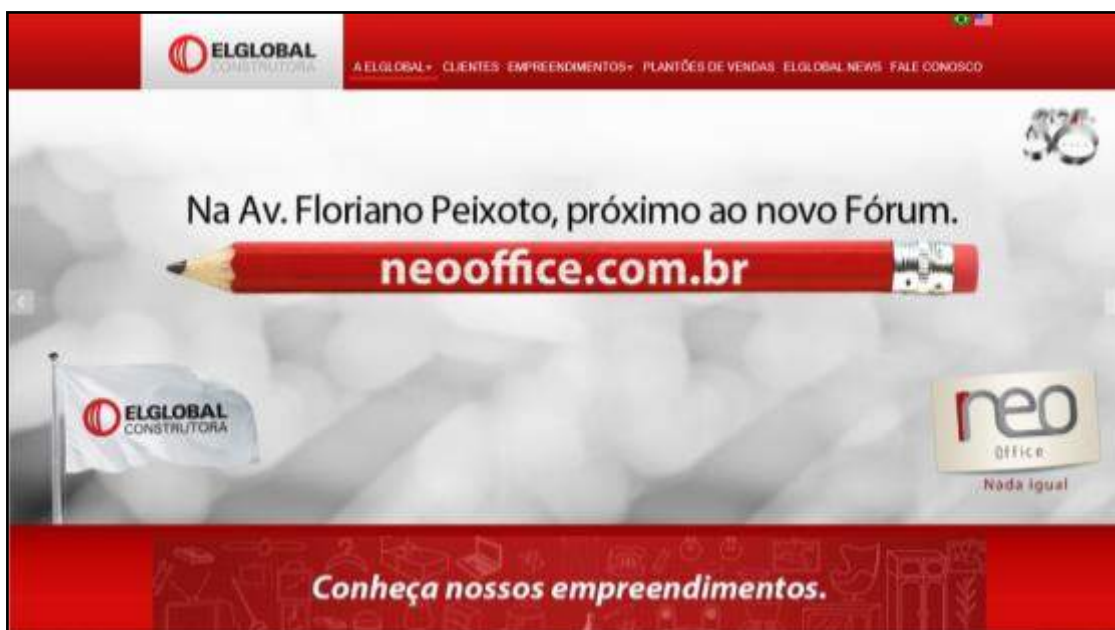 ELGLOBAL
CONSTRUTORA
A ELGLOBAL CLIENTES EMPREENDIMENTOS PLANTÕES DE VENDAS ELGLOBAL NEWS FALE CONOSCO
Na Av. Floriano Peixoto, próximo ao novo Fórum.
neooffice.com.br
ELGLOBAL
CONSTRUTORA
neo
Office
Nada igual
Conheça nossos empreendimentos.